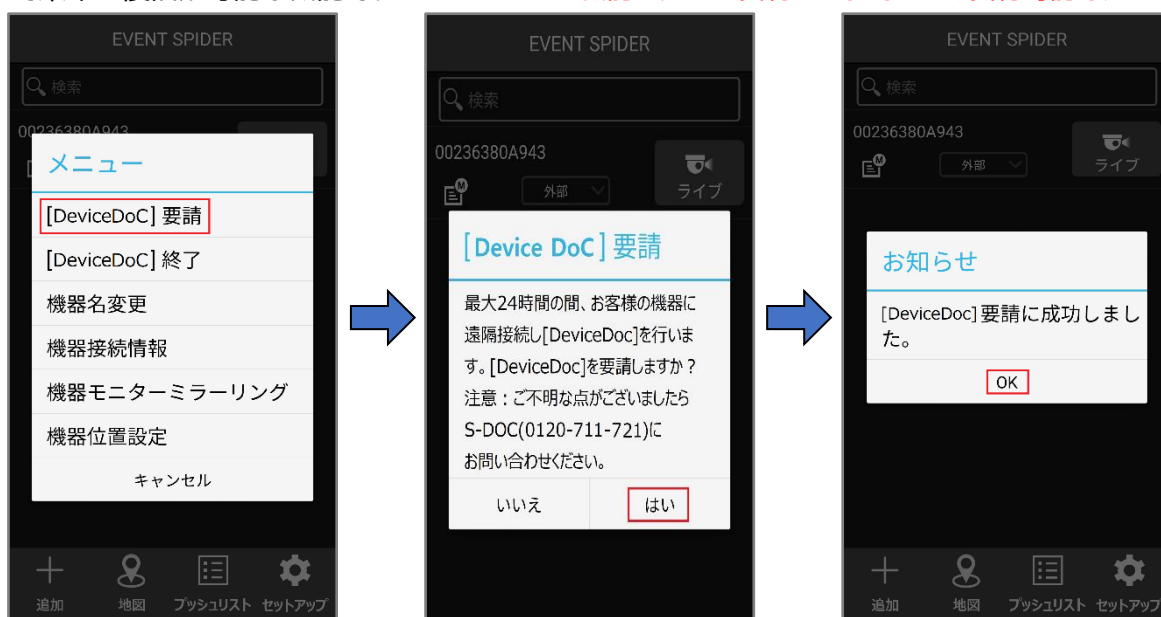 EVENT SPIDER
検索
00236380A943
メニュー
[DeviceDoC] 要請
[DeviceDoC] 終了
機器名変更
機器接続情報
機器モニターミラーリング
機器位置設定
キャンセル
追加
地図
プッシュリスト
セットアップ
EVENT SPIDER
検索
00236380A943
M
外部
ライブ
[Device DoC] 要請
最大24時間の間、お客様の機器に
遠隔接続し[DeviceDoc]を行いま
す。[DeviceDoc]を要請しますか？
注意：ご不明な点がございましたら
S-DOC(0120-711-721)に
お問い合わせください。
いいえ
はい
EVENT SPIDER
検索
00236380A943
M
外部
ライブ
お知らせ
[DeviceDoc]要請に成功しまし
た。
OK
追加
地図
プッシュリスト
セットアップ